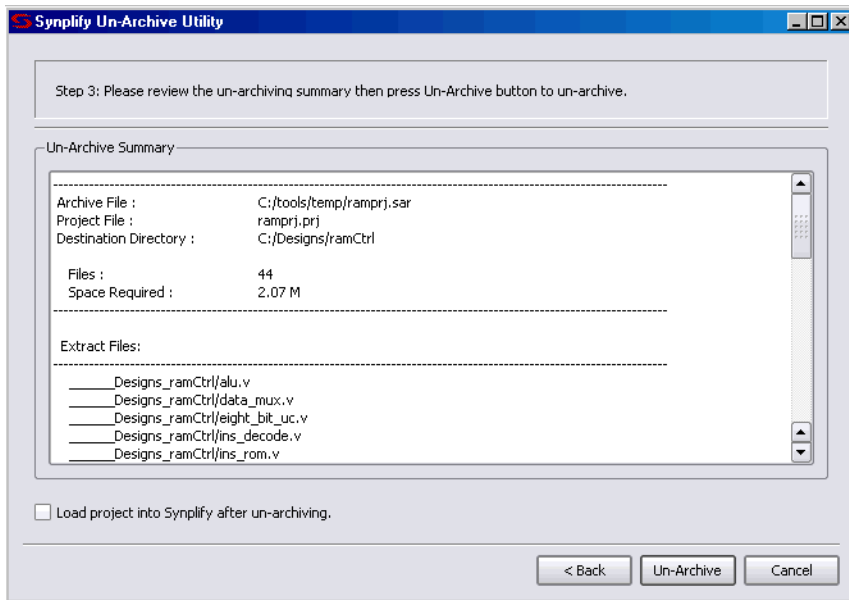 Synplify Un-Archive Utility
Step 3: Please review the un-archiving summary then press Un-Archive button to un-archive.
Un-Archive Summary
--------------------------------------------------------------------------------
Archive File : C:/tools/temp/ramprj.sar
Project File : ramprj.prj
Destination Directory : C:/Designs/ramCtrl
Files : 44
Space Required : 2.07 M
--------------------------------------------------------------------------------
Extract Files:
--------------------------------------------------------------------------------
______Designs_ramCtrl/alu.v
______Designs_ramCtrl/data_mux.v
______Designs_ramCtrl/eight_bit_uc.v
______Designs_ramCtrl/ins_decode.v
______Designs_ramCtrl/ins_rom.v
Load project into Synplify after un-archiving.
< Back Un-Archive Cancel